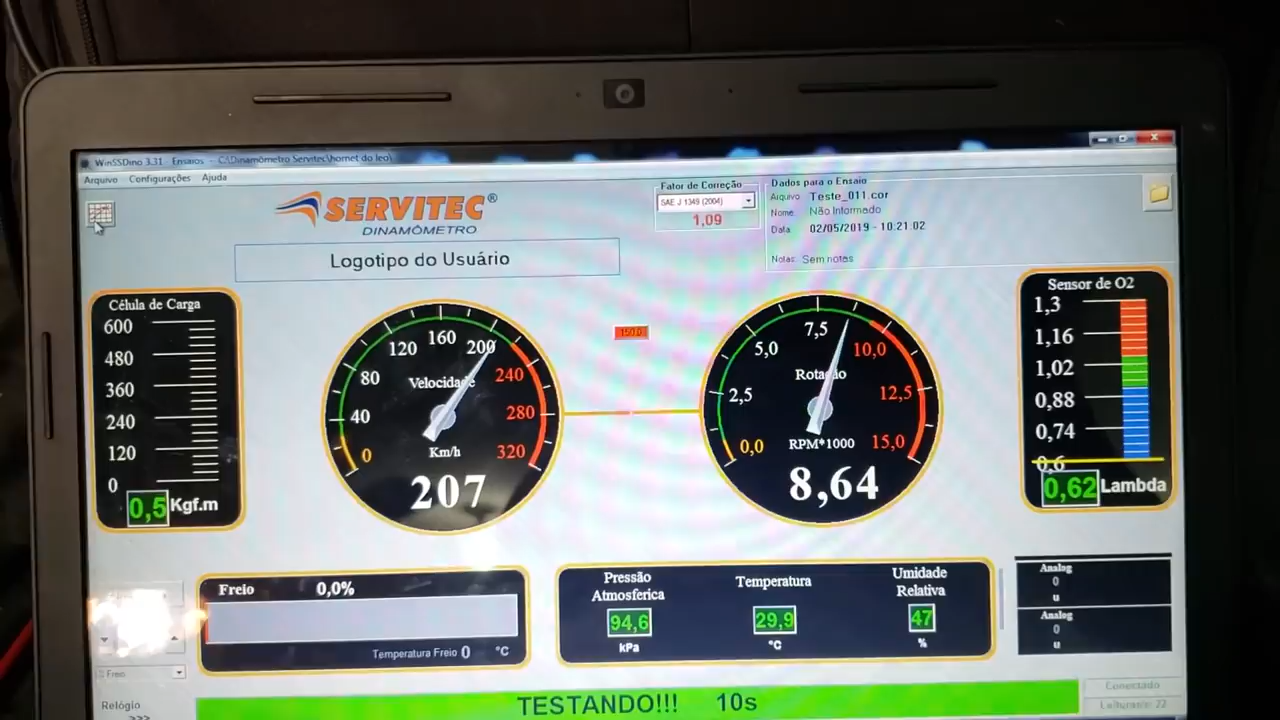 WinSSDino 3.31 - Ensaios - C:\Dinamômetro Servitec\hornet do leo\
Arquivo Configurações Ajuda
SERVITEC®
DINAMÔMETRO
Logotipo do Usuário
Fator de Correção
SAE J 1349 (2004)
1,09
Dados para o Ensaio
Arquivo Teste_011.cor
Nome: Não Informado
Data: 02/05/2019 - 10:21:02
Notas: Sem notas
Célula de Carga
600
480
360
240
120
0
0,5 Kgf.m
0
40
80
120
160
200
240
280
320
Velocidade
Km/h
207
0,0
2,5
5,0
7,5
10,0
12,5
15,0
Rotação
RPM*1000
8,64
Sensor de O2
1,3
1,16
1,02
0,88
0,74
0,6
0,62 Lambda
Freio 0,0%
Temperatura Freio 0 °C
Pressão
Atmosferica
94,6
kPa
Temperatura
29,9
°C
Umidade
Relativa
47
%
Analog
0
u
Analog
0
u
Freio
Relógio
>>>
TESTANDO!!! 10s
Conectado
Leituras/s: 22